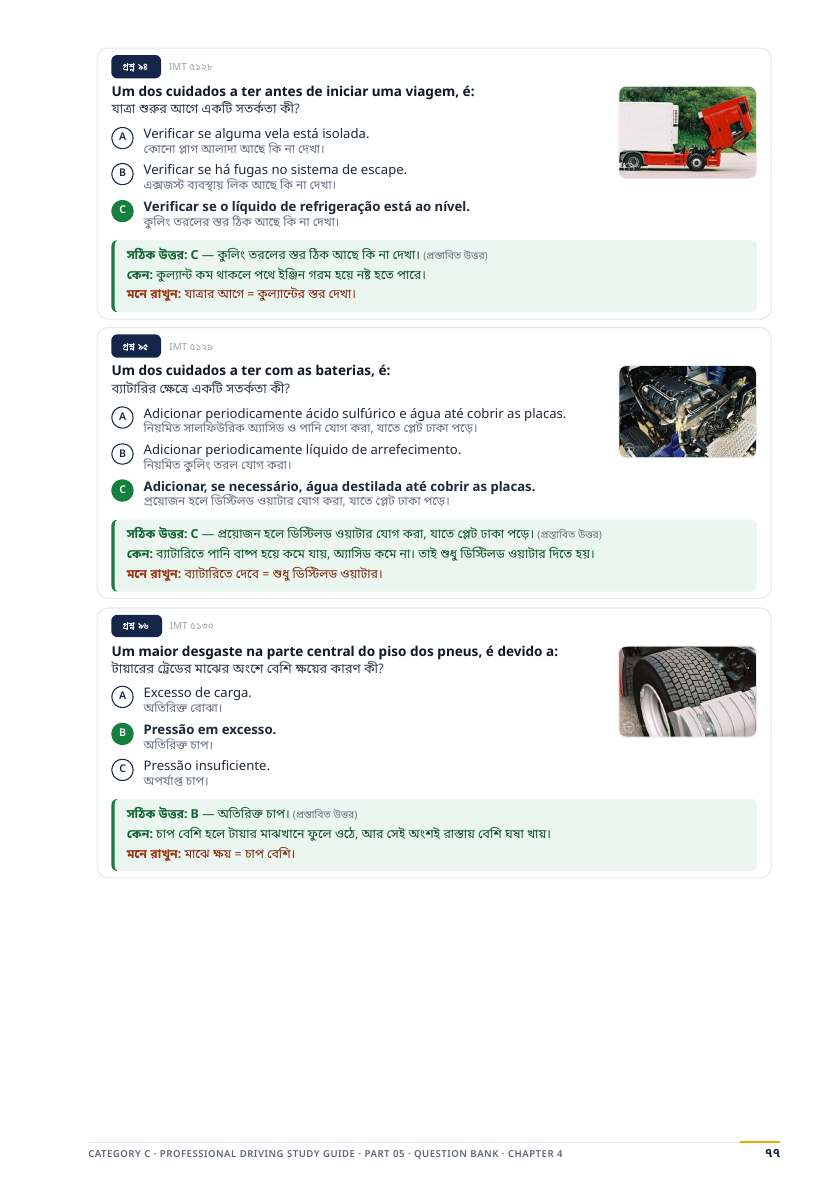 প্রশ্ন ৯৪ IMT ৫১২৮
Um dos cuidados a ter antes de iniciar uma viagem, é:
যাত্রা শুরুর আগে একটি সতর্কতা কী?
A Verificar se alguma vela está isolada.
কোনো প্লাগ আলাদা আছে কি না দেখা।
B Verificar se há fugas no sistema de escape.
এক্সজস্ট ব্যবস্থায় লিক আছে কি না দেখা।
C Verificar se o líquido de refrigeração está ao nível.
কুলিং তরলের স্তর ঠিক আছে কি না দেখা।
সঠিক উত্তর: C — কুলিং তরলের স্তর ঠিক আছে কি না দেখা। (প্রস্তাবিত উত্তর)
কেন: কুল্যান্ট কম থাকলে পথে ইঞ্জিন গরম হয়ে নষ্ট হতে পারে।
মনে রাখুন: যাত্রার আগে = কুল্যান্টের স্তর দেখা।
প্রশ্ন ৯৫ IMT ৫১২৯
Um dos cuidados a ter com as baterias, é:
ব্যাটারির ক্ষেত্রে একটি সতর্কতা কী?
A Adicionar periodicamente ácido sulfúrico e água até cobrir as placas.
নিয়মিত সালফিউরিক অ্যাসিড ও পানি যোগ করা, যাতে প্লেট ঢাকা পড়ে।
B Adicionar periodicamente líquido de arrefecimento.
নিয়মিত কুলিং তরল যোগ করা।
C Adicionar, se necessário, água destilada até cobrir as placas.
প্রয়োজন হলে ডিস্টিলড ওয়াটার যোগ করা, যাতে প্লেট ঢাকা পড়ে।
সঠিক উত্তর: C — প্রয়োজন হলে ডিস্টিলড ওয়াটার যোগ করা, যাতে প্লেট ঢাকা পড়ে। (প্রস্তাবিত উত্তর)
কেন: ব্যাটারিতে পানি বাষ্প হয়ে কমে যায়, অ্যাসিড কমে না। তাই শুধু ডিস্টিলড ওয়াটার দিতে হয়।
মনে রাখুন: ব্যাটারিতে দেবে = শুধু ডিস্টিলড ওয়াটার।
প্রশ্ন ৯৬ IMT ৫১৩০
Um maior desgaste na parte central do piso dos pneus, é devido a:
টায়ারের ট্রেডের মাঝের অংশে বেশি ক্ষয়ের কারণ কী?
A Excesso de carga.
অতিরিক্ত বোঝা।
B Pressão em excesso.
অতিরিক্ত চাপ।
C Pressão insuficiente.
অপর্যাপ্ত চাপ।
সঠিক উত্তর: B — অতিরিক্ত চাপ। (প্রস্তাবিত উত্তর)
কেন: চাপ বেশি হলে টায়ার মাঝখানে ফুলে ওঠে, আর সেই অংশই রাস্তায় বেশি ঘষা খায়।
মনে রাখুন: মাঝে ক্ষয় = চাপ বেশি।
CATEGORY C · PROFESSIONAL DRIVING STUDY GUIDE · PART 05 · QUESTION BANK · CHAPTER 4 ৭৭